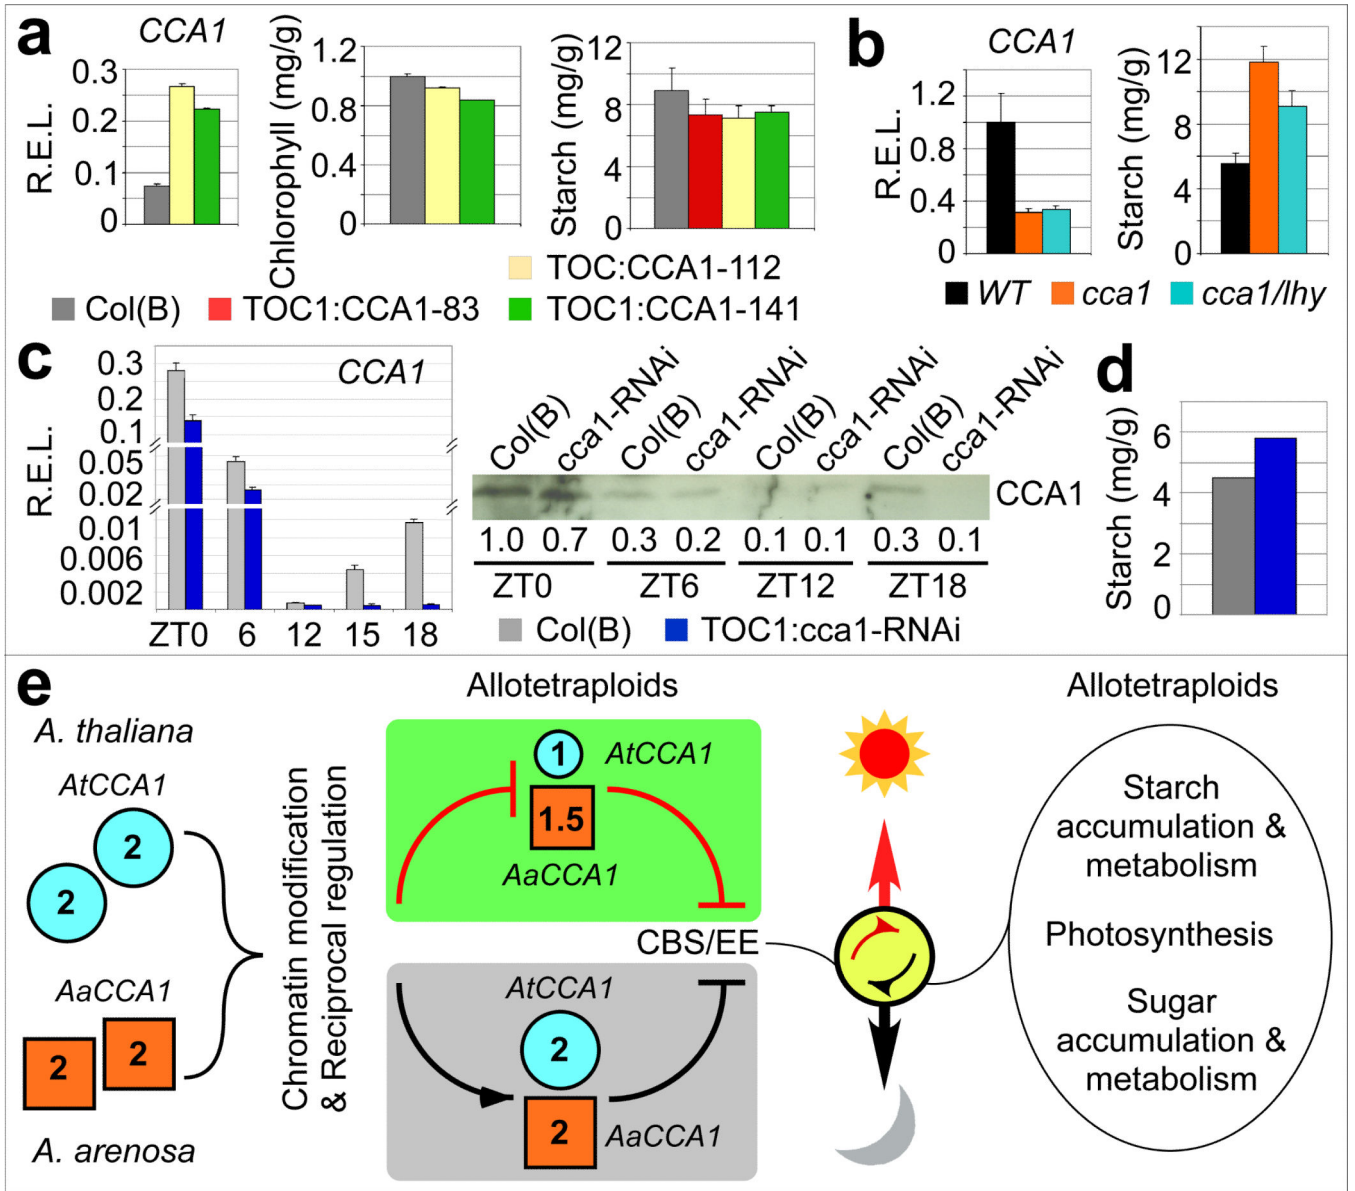 a
CCA1
R.E.L.
0.3
0.2
0.1
0
Chlorophyll (mg/g)
1.2
0.8
0.4
0
Starch (mg/g)
12
8
4
0
TOC:CCA1-112
Col(B)
TOC1:CCA1-83
TOC1:CCA1-141
b
CCA1
R.E.L.
1.2
0.8
0.4
0
Starch (mg/g)
12
8
4
0
WT
cca1
cca1/lhy
c
CCA1
R.E.L.
0.3
0.2
0.1
0.05
0.02
0.01
0.006
0.002
ZT0 6 12 15 18
Col(B)
cca1-RNAi
Col(B)
cca1-RNAi
Col(B)
cca1-RNAi
Col(B)
cca1-RNAi
CCA1
1.0 0.7 0.3 0.2 0.1 0.1 0.3 0.1
ZT0 ZT6 ZT12 ZT18
Col(B)
TOC1:cca1-RNAi
d
Starch (mg/g)
6
4
2
0
e
A. thaliana
AtCCA1
2
2
AaCCA1
2
2
A. arenosa
Chromatin modification
& Reciprocal regulation
Allotetraploids
1
AtCCA1
1.5
AaCCA1
CBS/EE
AtCCA1
2
2
AaCCA1
Allotetraploids
Starch
accumulation &
metabolism
Photosynthesis
Sugar
accumulation &
metabolism